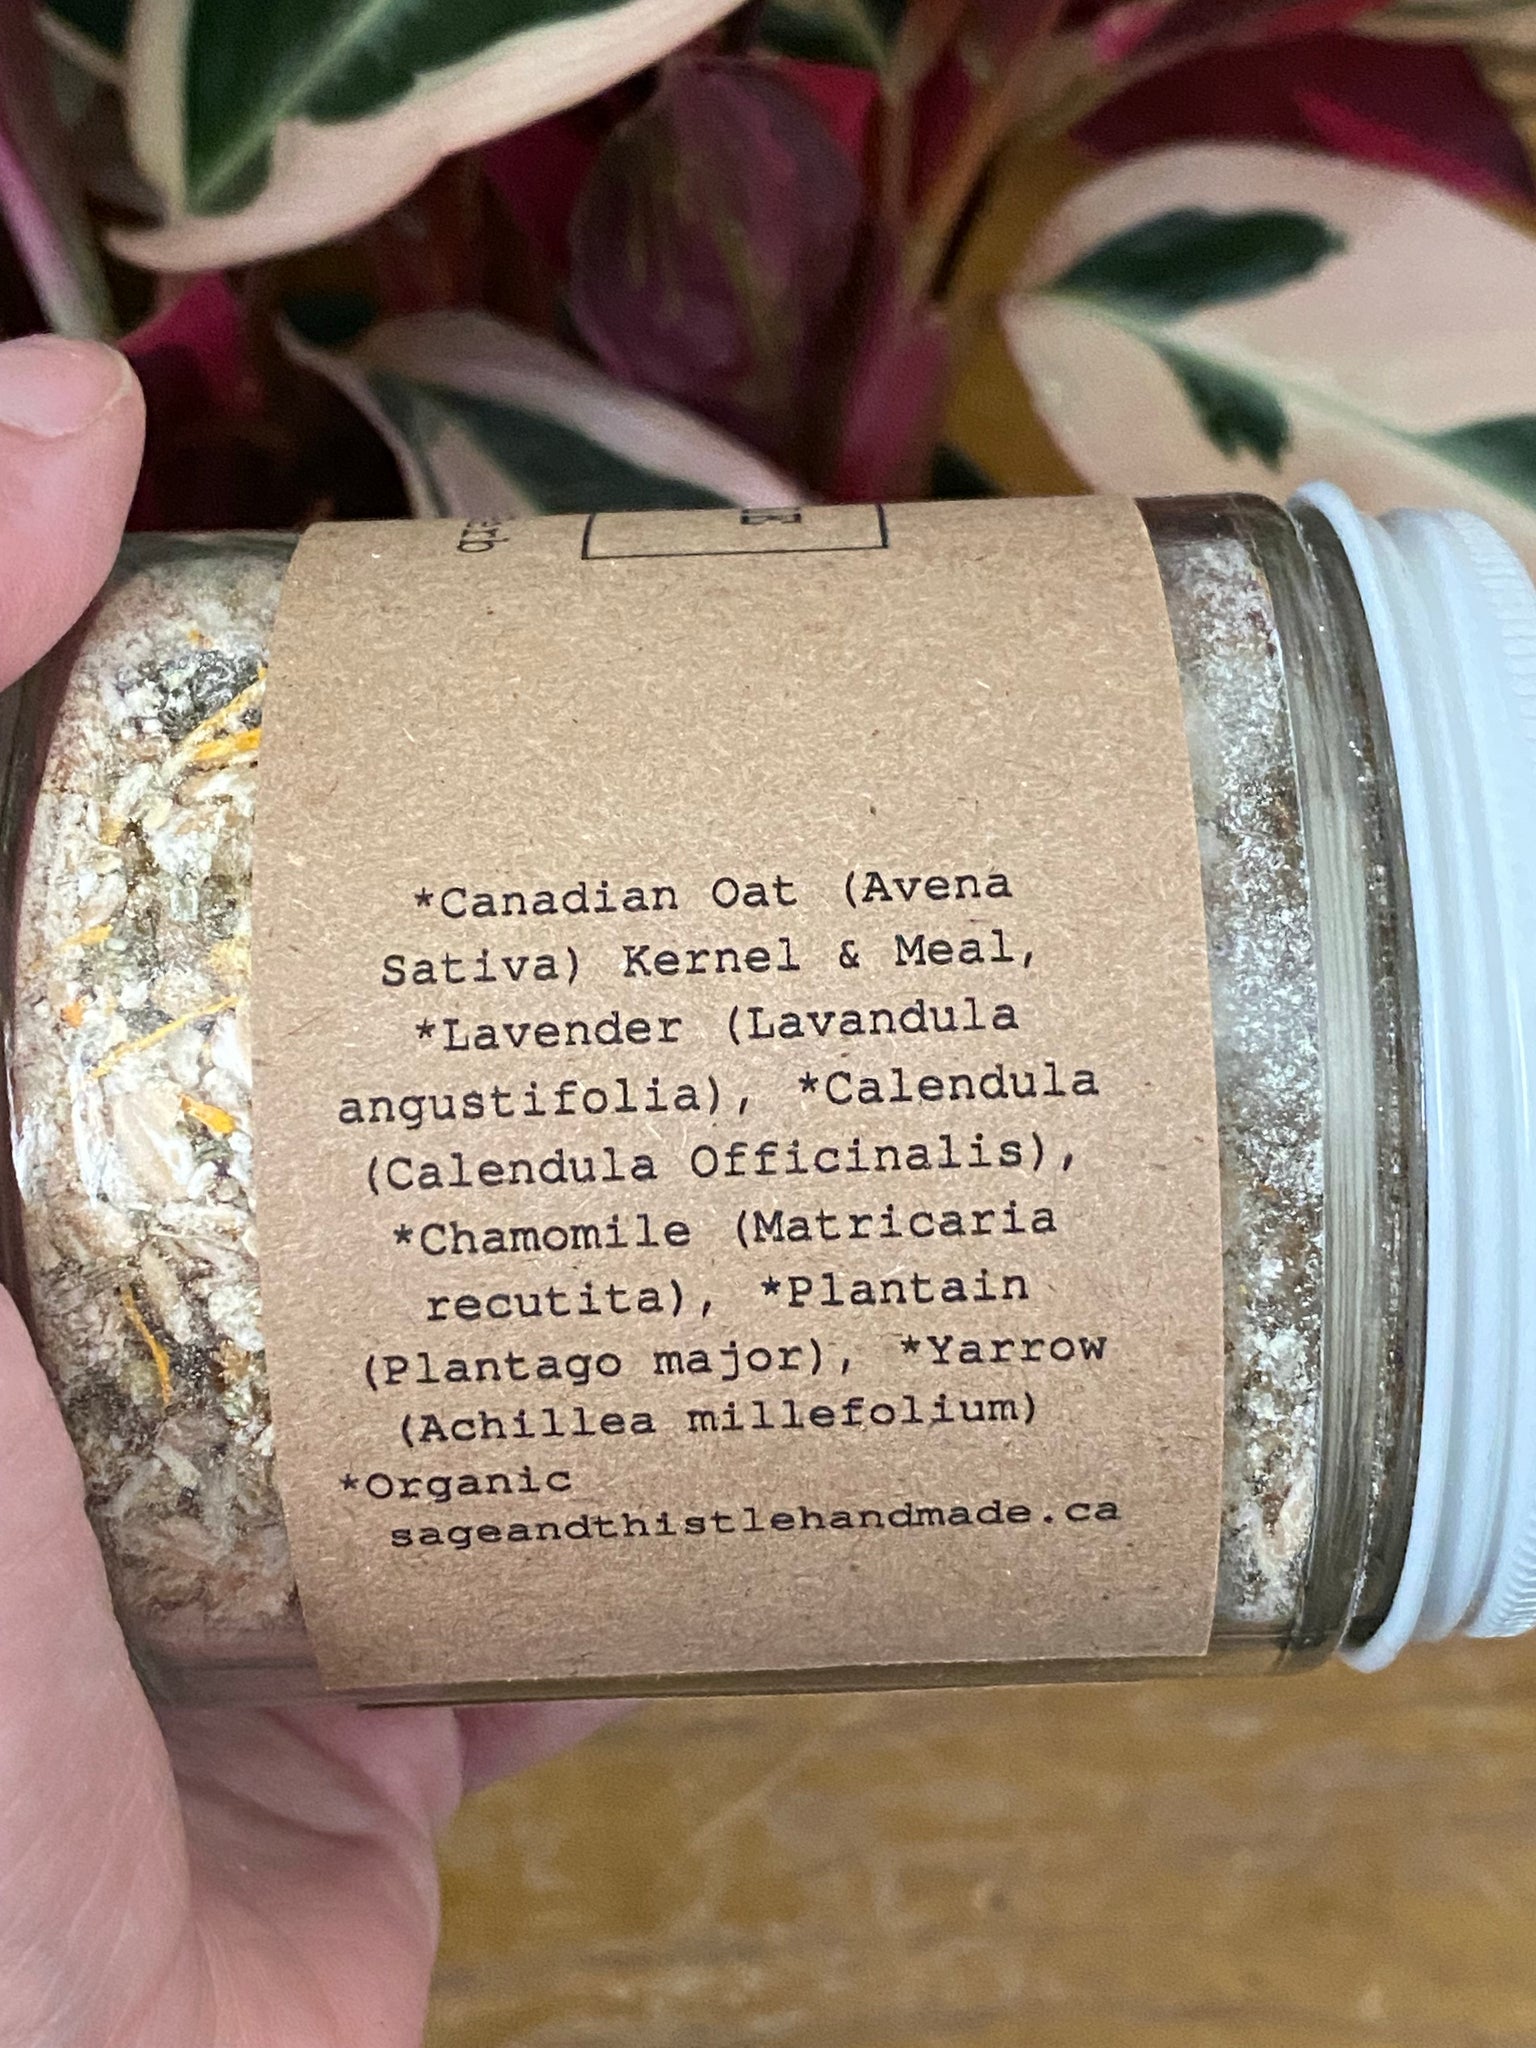 *Canadian Oat (Avena
Sativa) Kernel & Meal,
*Lavender (Lavandula
angustifolia), *Calendula
(Calendula Officinalis),
*Chamomile (Matricaria
recutita), *Plantain
(Plantago major), *Yarrow
(Achillea millefolium)
*Organic
sageandthistlehandmade.ca